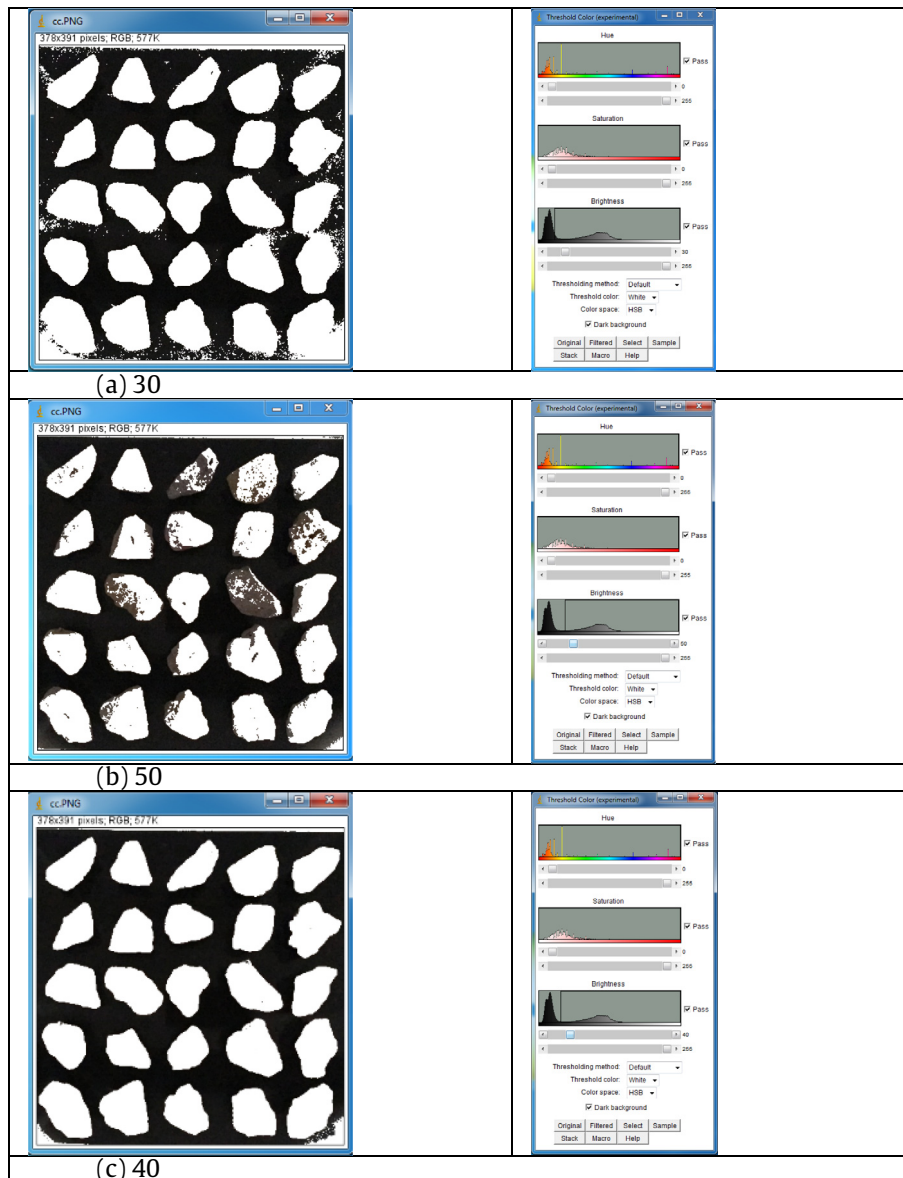 cc.PNG
378x391 pixels; RGB; 577K
Threshold Color (experimental)
Hue
Pass
0
255
Saturation
Pass
0
255
Brightness
Pass
30
255
Thresholding method: Default
Threshold color: White
Color space: HSB
Dark background
Original Filtered Select Sample
Stack Macro Help
(a) 30
cc.PNG
378x391 pixels; RGB; 577K
Threshold Color (experimental)
Hue
Pass
0
255
Saturation
Pass
0
255
Brightness
Pass
50
255
Thresholding method: Default
Threshold color: White
Color space: HSB
Dark background
Original Filtered Select Sample
Stack Macro Help
(b) 50
cc.PNG
378x391 pixels; RGB; 577K
Threshold Color (experimental)
Hue
Pass
0
255
Saturation
Pass
0
255
Brightness
Pass
40
255
Thresholding method: Default
Threshold color: White
Color space: HSB
Dark background
Original Filtered Select Sample
Stack Macro Help
(c) 40